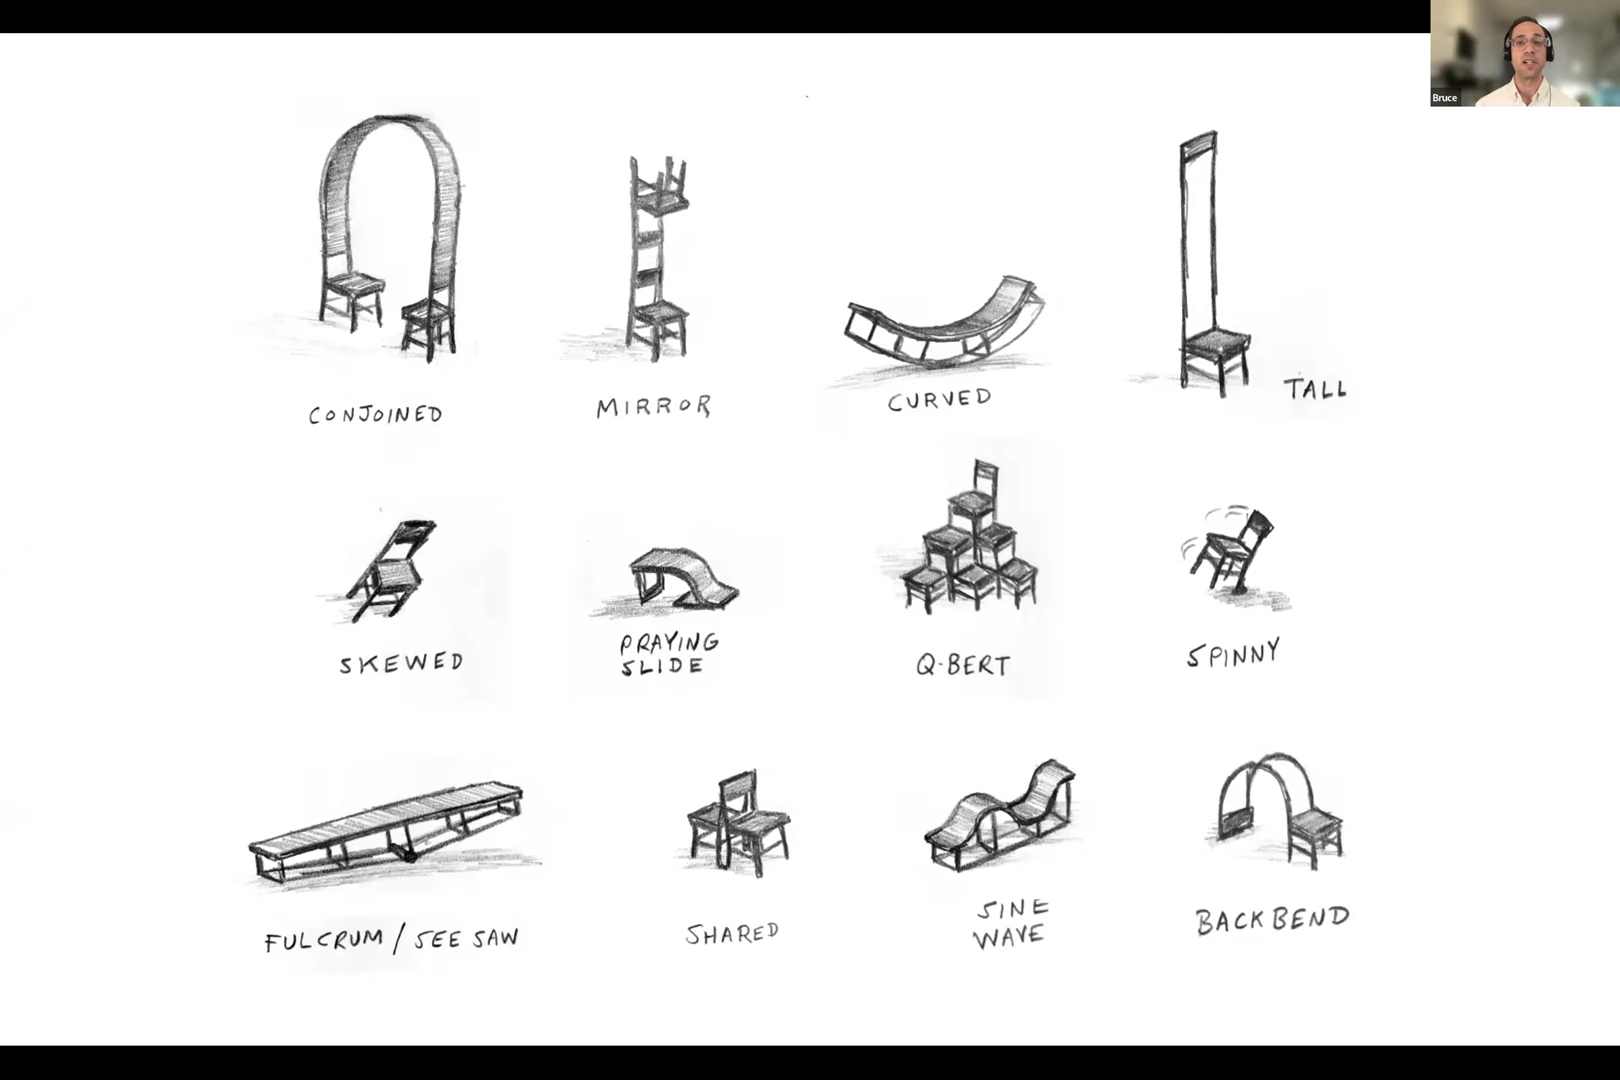 Bruce
CONJOINED
MIRROR
CURVED
TALL
SKEWED
PRAYING
SLIDE
Q-BERT
SPINNY
FULCRUM / SEE SAW
SHARED
SINE
WAVE
BACKBEND